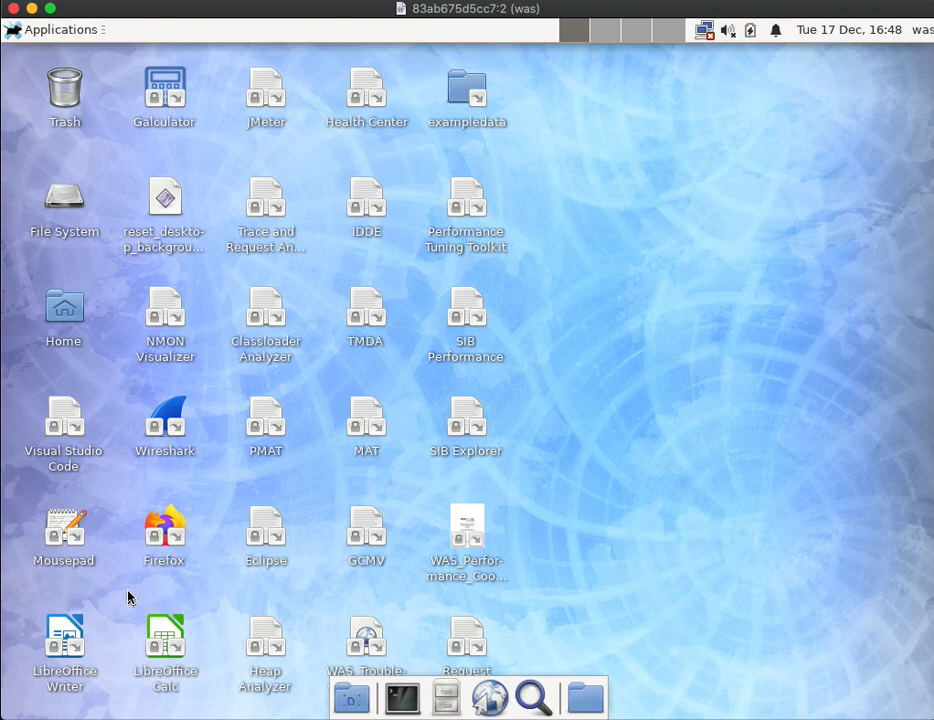 83ab675d5cc7:2 (was)
Applications
Tue 17 Dec, 16:48 was
Trash
Galculator
JMeter
Health Center
exampledata
File System
reset_deskto-
p_backgrou...
Trace and
Request An...
IDDE
Performance
Tuning Toolkit
Home
NMON
Visualizer
Classloader
Analyzer
TMDA
SIB
Performance
Visual Studio
Code
Wireshark
PMAT
MAT
SIB Explorer
Mousepad
Firefox
Eclipse
GCMV
WAS_Perfor-
mance_Coo...
LibreOffice
Writer
LibreOffice
Calc
Heap
Analyzer
WAS_Trouble-
Request